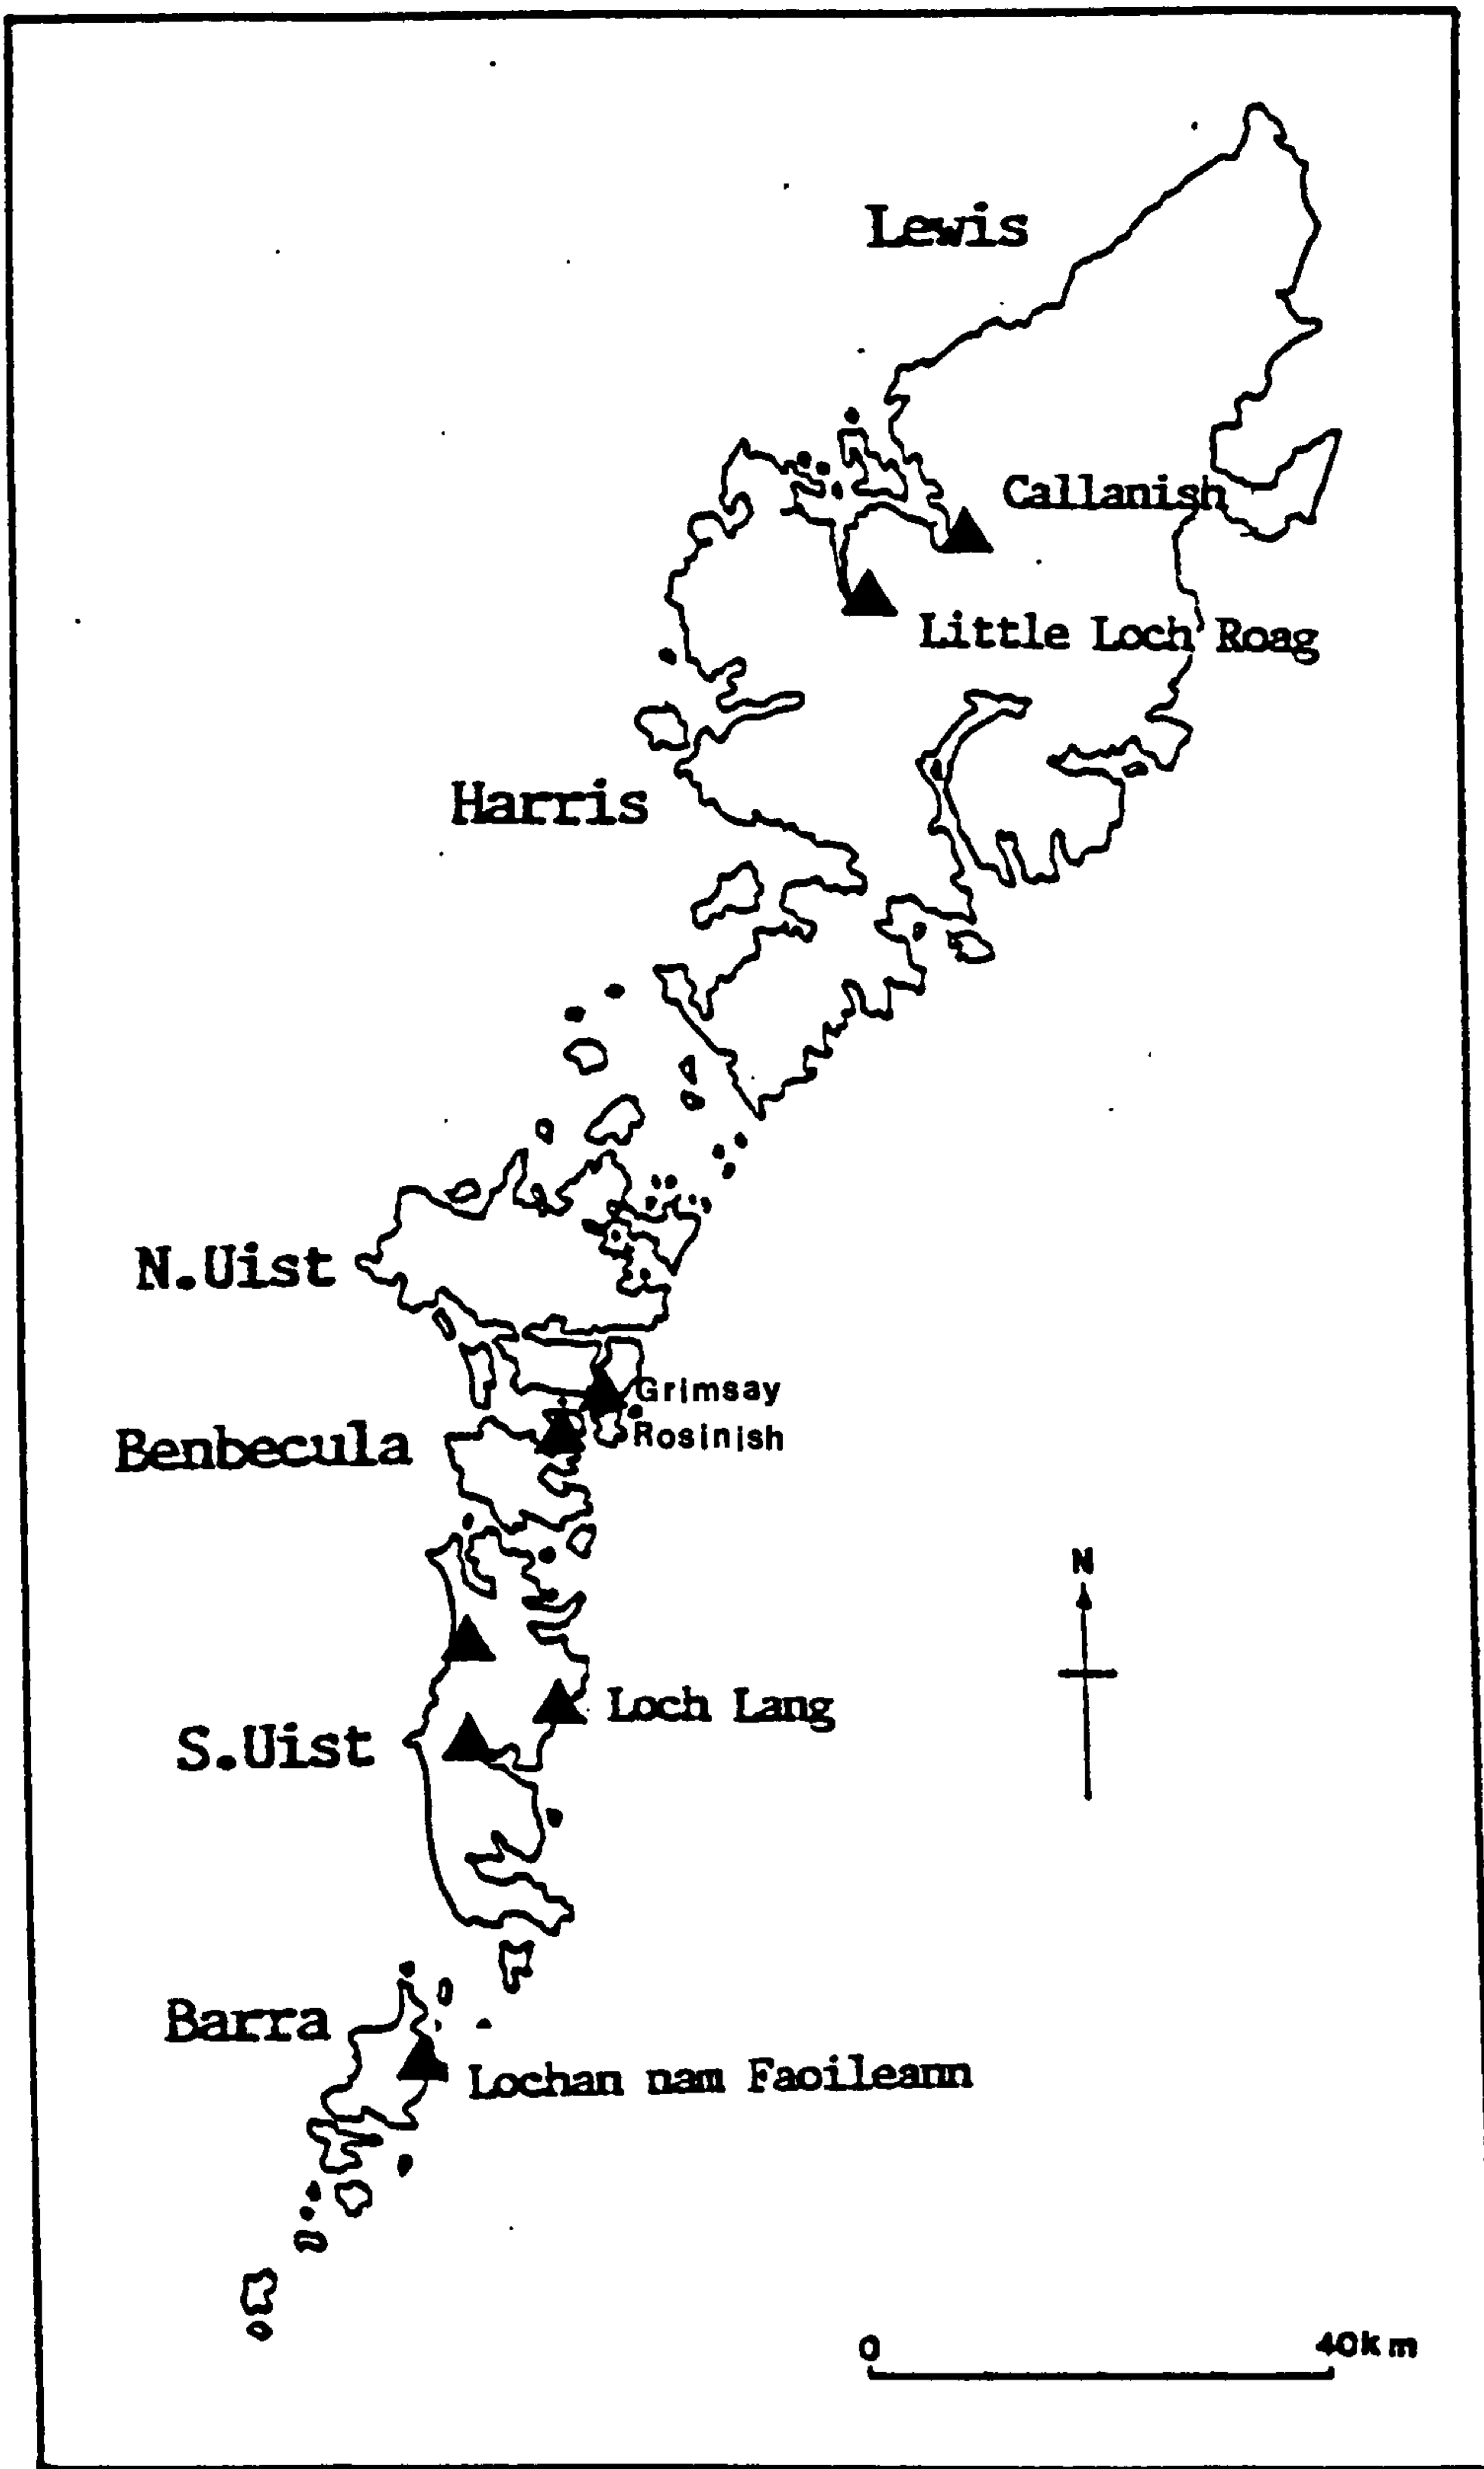 Lewis
Callanish
Little Loch Roag
Harris
N.Uist
Grimsay
Rosinish
Benbecula
N
Loch Lang
S.Uist
Barra
Lochan nam Faoileann
0 40km